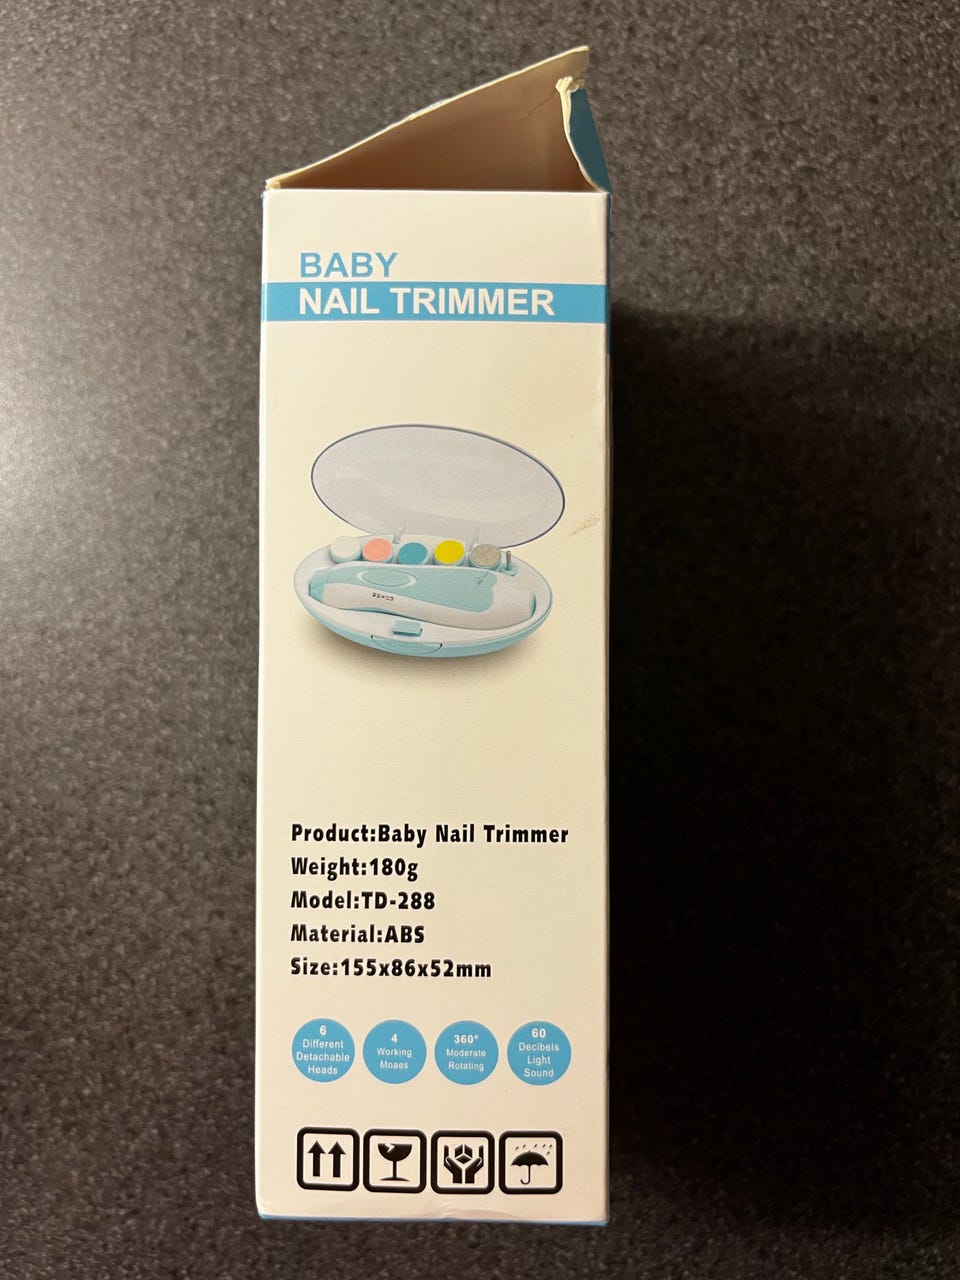 BABY
NAIL TRIMMER
Product:Baby Nail Trimmer
Weight:180g
Model:TD-288
Material:ABS
Size:155x86x52mm
6
Different
Detachable
Heads
4
Working
Moaes
360°
Moderate
Rotating
60
Decibels
Light
Sound